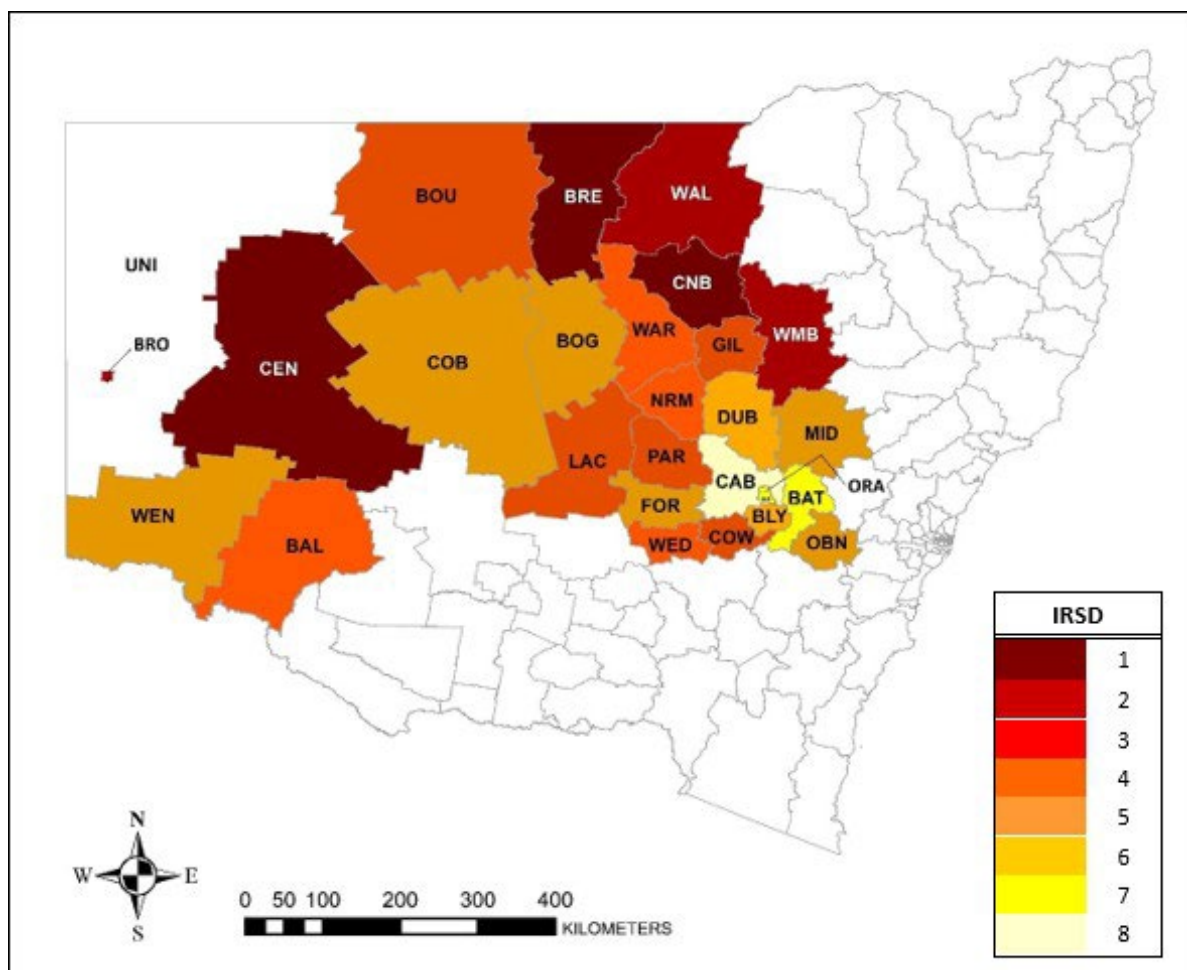 BOU
BRE
WAL
UNI
CNB
BRO
WAR
GIL
WMB
CEN
COB
BOG
NRM
DUB
MID
LAC
PAR
CAB
ORA
BAT
WEN
FOR
BLY
BAL
WED
COW
OBN
IRSD
1
2
3
4
5
6
7
8
N
W E
S
0 50 100 200 300 400
KILOMETERS